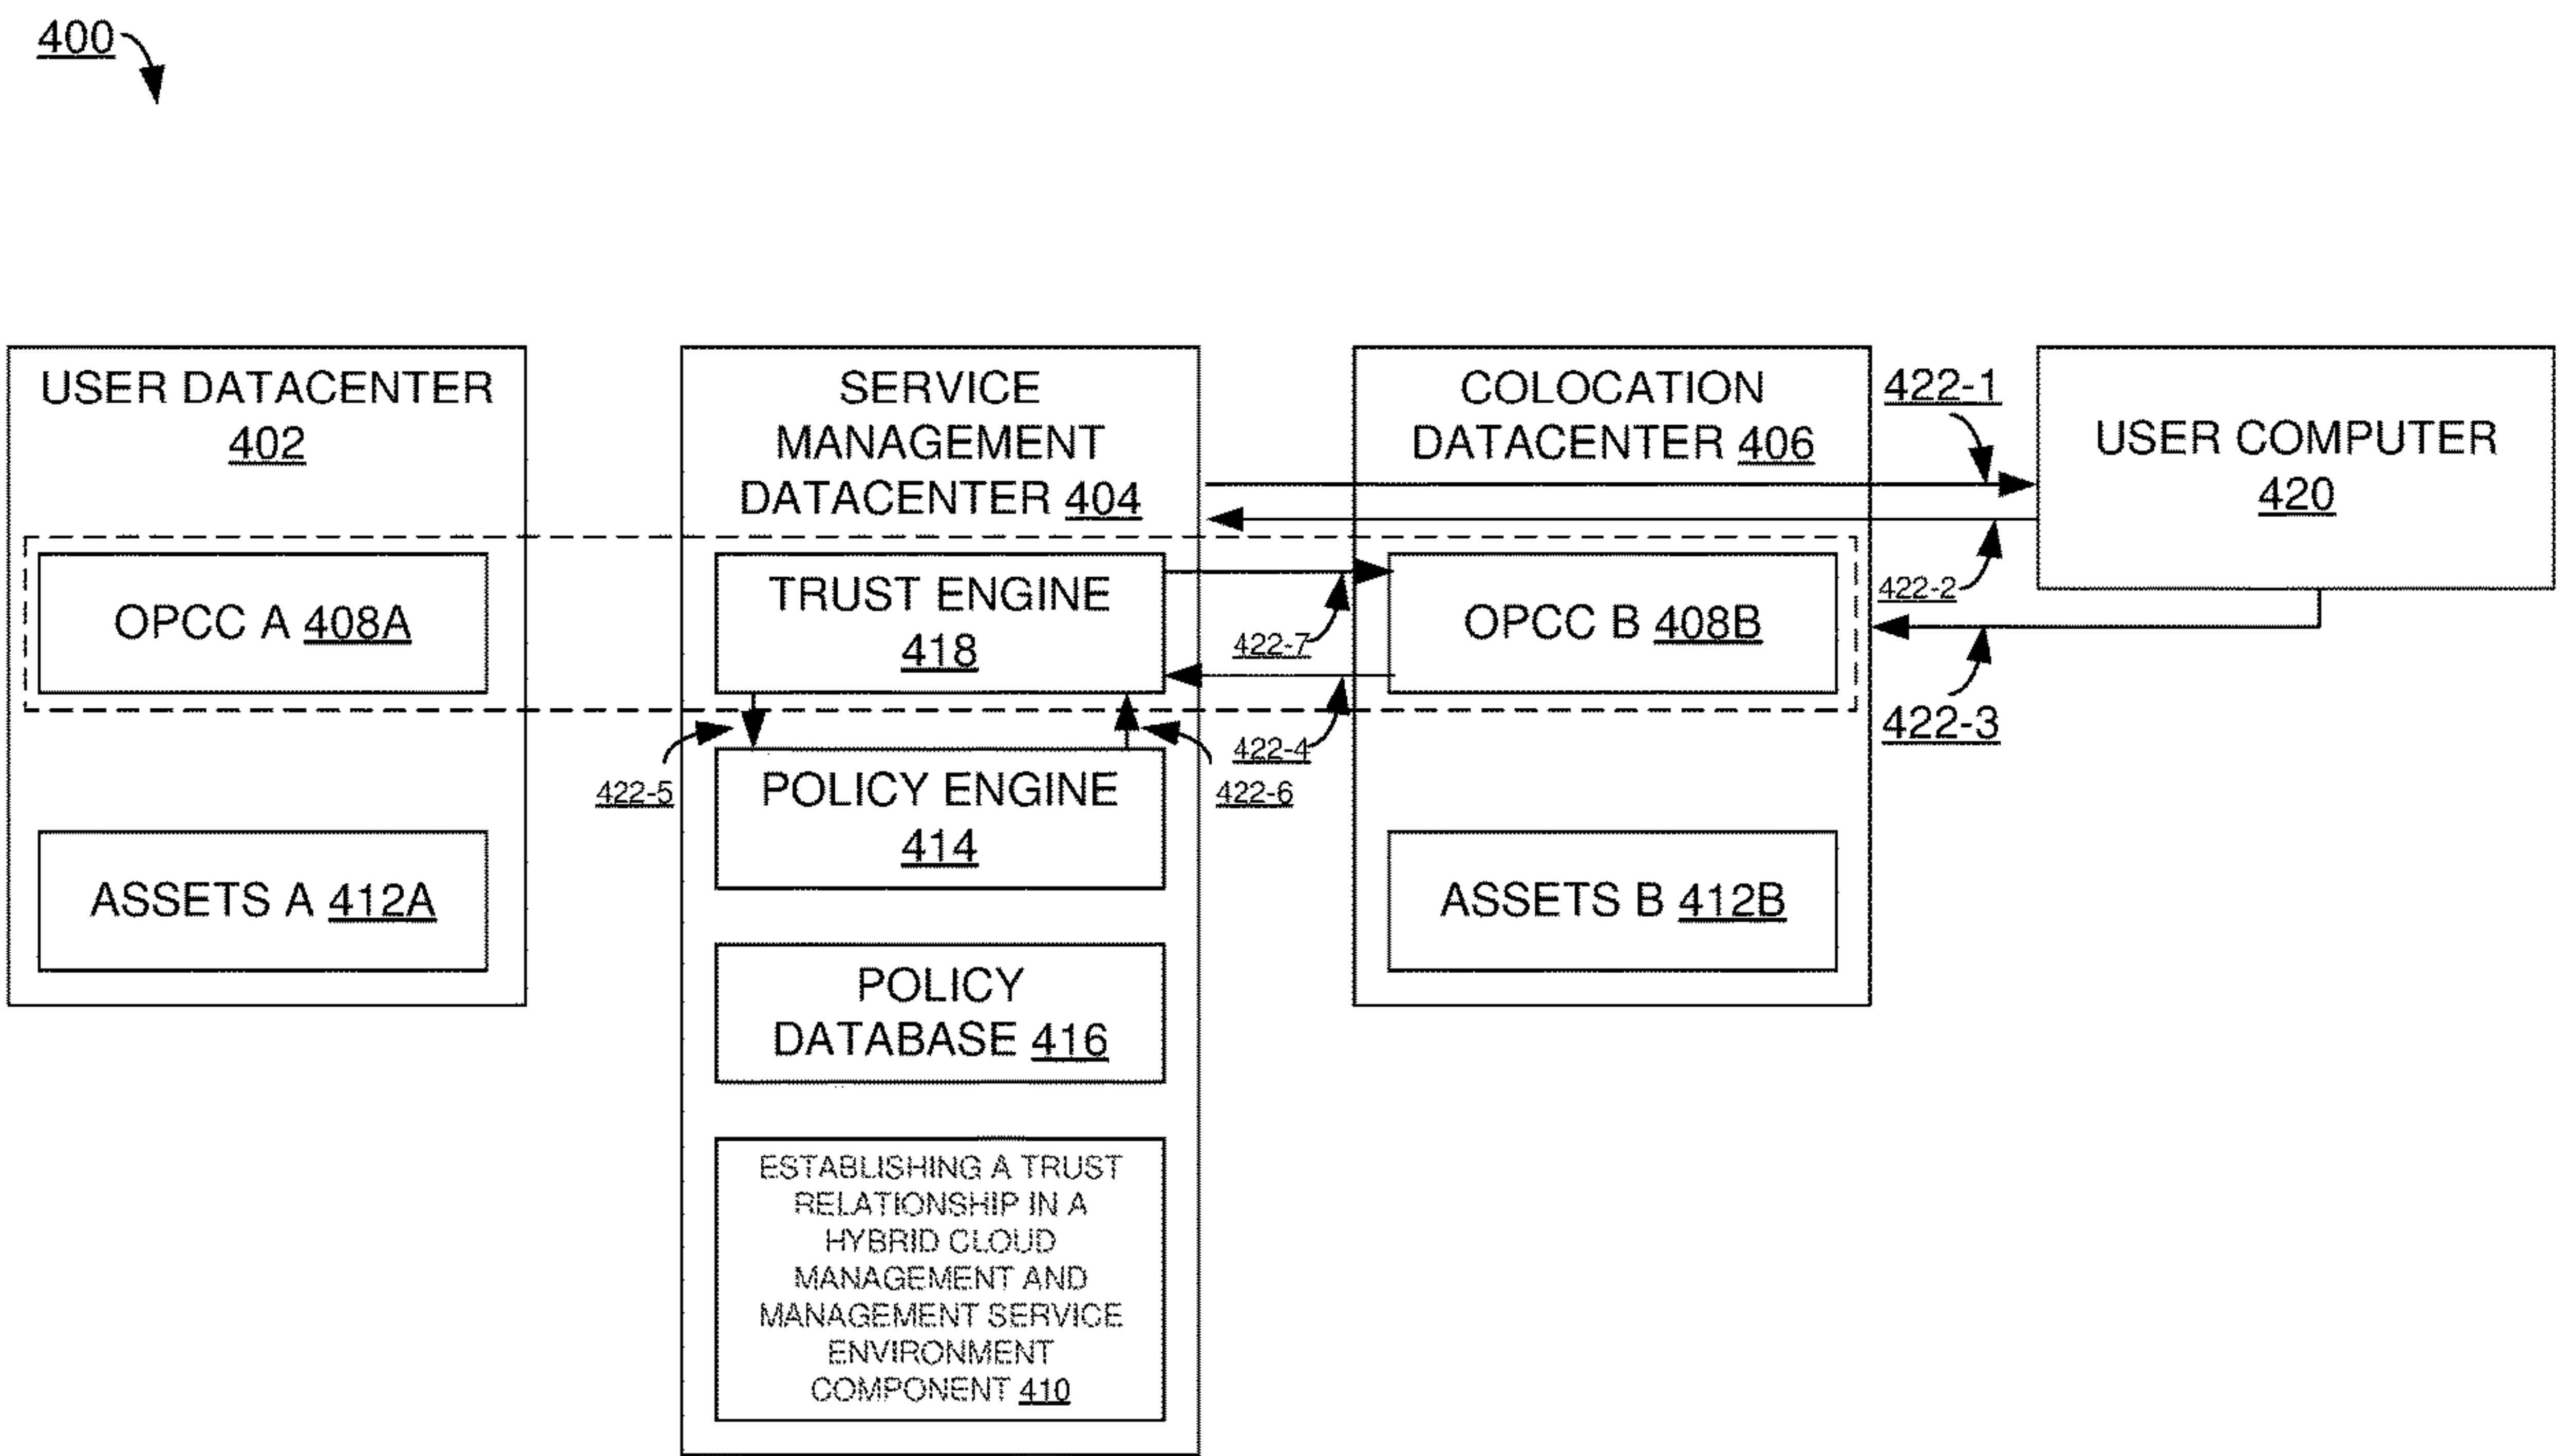 400
USER DATACENTER
402
OPCC A 408A
ASSETS A 412A
SERVICE
MANAGEMENT
DATACENTER 404
TRUST ENGINE
418
422-5
422-6
POLICY ENGINE
414
POLICY
DATABASE 416
ESTABLISHING A TRUST
RELATIONSHIP IN A
HYBRID CLOUD
MANAGEMENT AND
MANAGEMENT SERVICE
ENVIRONMENT
COMPONENT 410
422-7
422-4
COLOCATION
DATACENTER 406
OPCC B 408B
ASSETS B 412B
422-1
422-2
422-3
USER COMPUTER
420